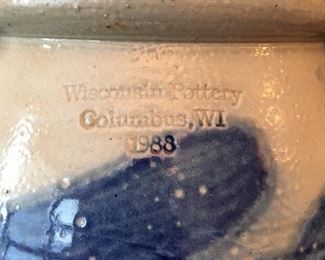 Wisconsin Pottery
Columbus, WI
1988